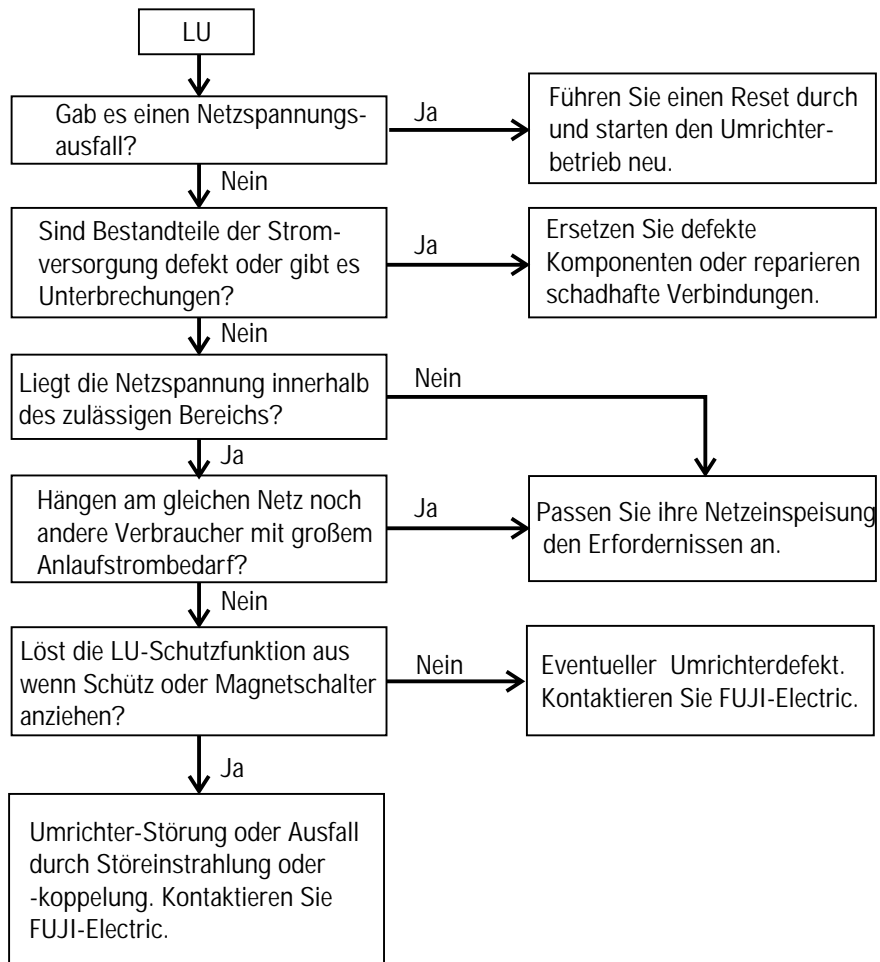 LU
Gab es einen Netzspannungs-
ausfall?
Ja
Führen Sie einen Reset durch
und starten den Umrichter-
betrieb neu.
Nein
Sind Bestandteile der Strom-
versorgung defekt oder gibt es
Unterbrechungen?
Ja
Ersetzen Sie defekte
Komponenten oder reparieren
schadhafte Verbindungen.
Nein
Liegt die Netzspannung innerhalb
des zulässigen Bereichs?
Nein
Ja
Hängen am gleichen Netz noch
andere Verbraucher mit großem
Anlaufstrombedarf?
Ja
Passen Sie ihre Netzeinspeisung
den Erfordernissen an.
Nein
Löst die LU-Schutzfunktion aus
wenn Schütz oder Magnetschalter
anziehen?
Nein
Eventueller Umrichterdefekt.
Kontaktieren Sie FUJI-Electric.
Ja
Umrichter-Störung oder Ausfall
durch Störeinstrahlung oder
-koppelung. Kontaktieren Sie
FUJI-Electric.